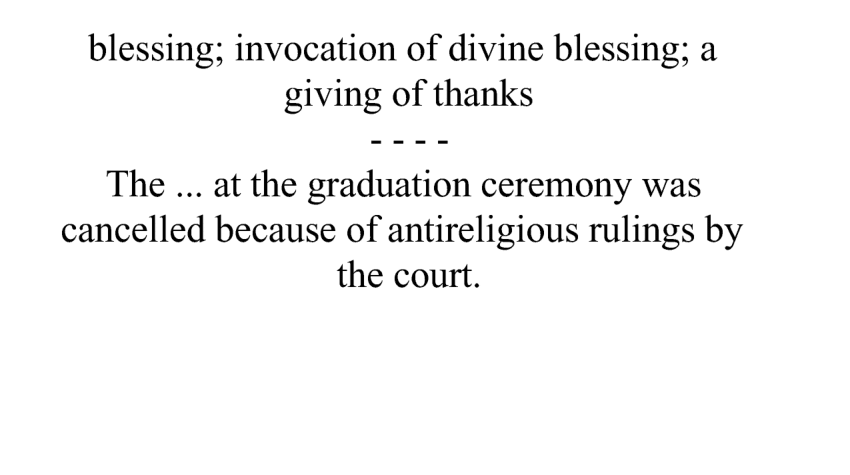 blessing; invocation of divine blessing; a
giving of thanks
- - - -
The ... at the graduation ceremony was
cancelled because of antireligious rulings by
the court.